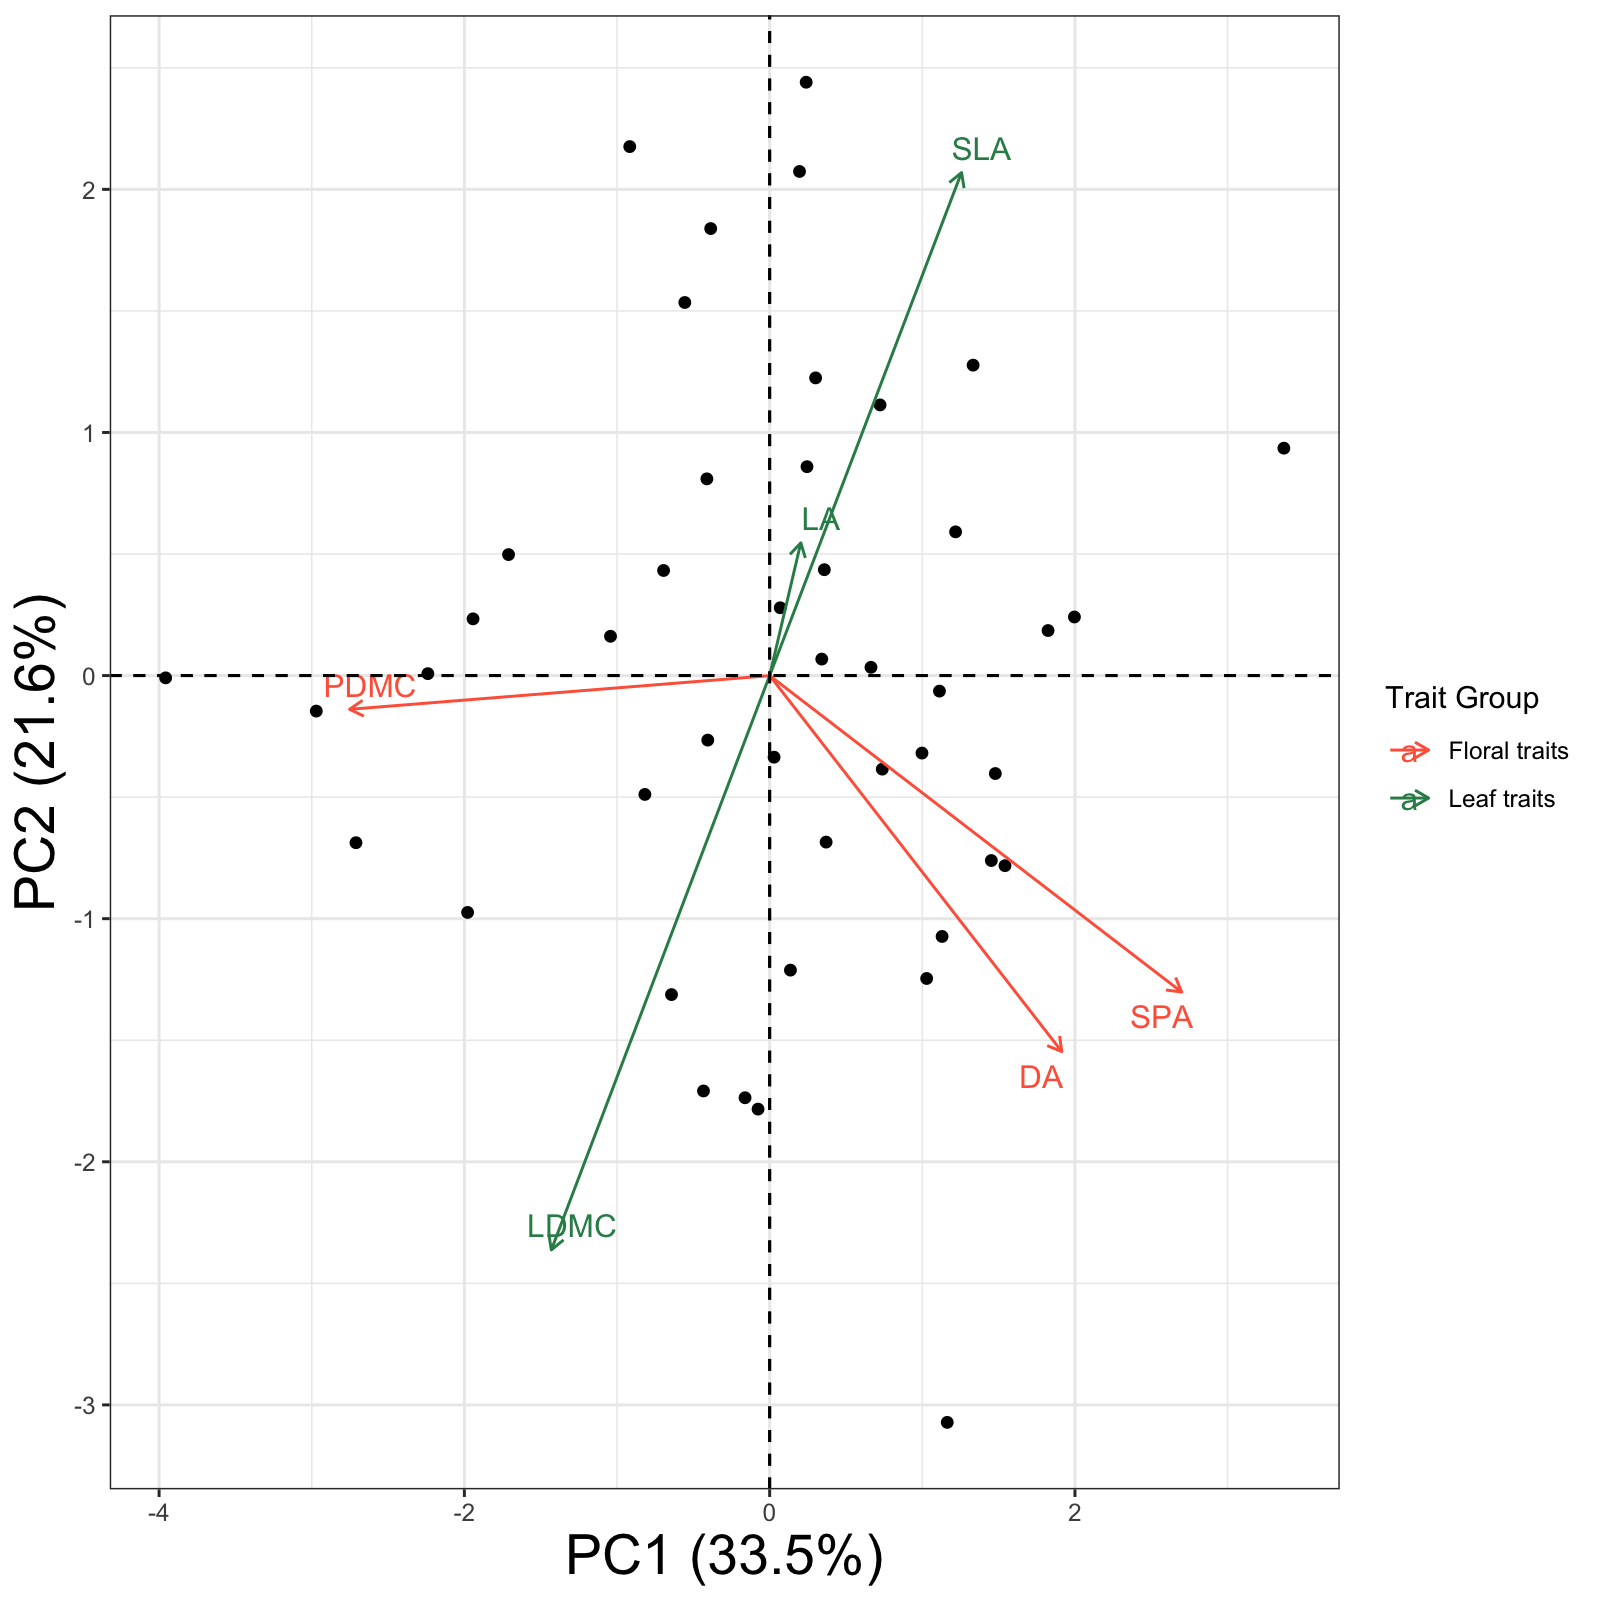 SLA
2
1
LA
PC2 (21.6%)
0
PDMC
Trait Group
a Floral traits
a Leaf traits
-1
SPA
DA
-2
LDMC
-3
-4 -2 0 2
PC1 (33.5%)